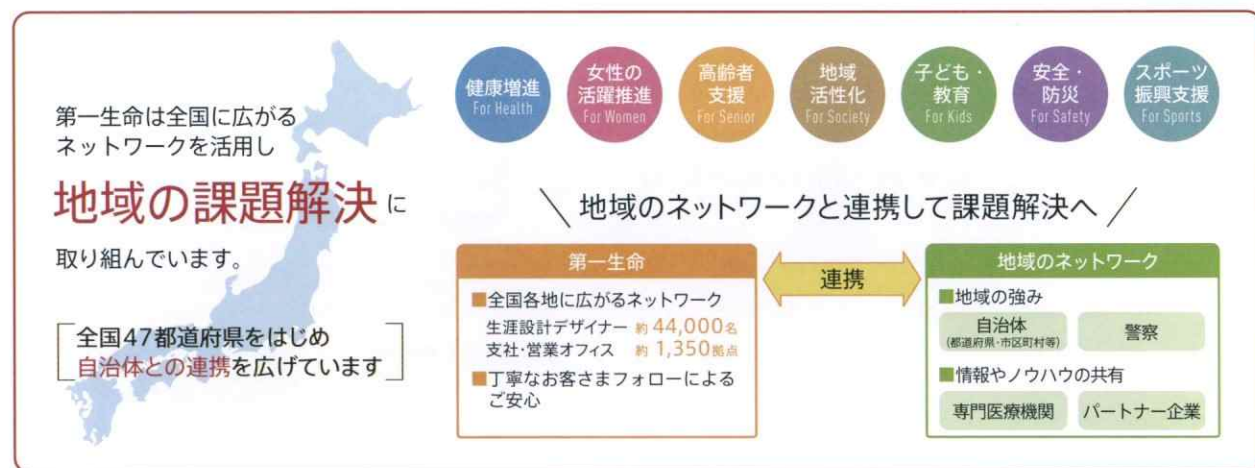 第一生命は全国に広がる
ネットワークを活用し
地域の課題解決に
取り組んでいます。
全国47都道府県をはじめ
自治体との連携を広げています
健康増進
For Health
女性の
活躍推進
For Women
高齢者
支援
For Senior
地域
活性化
For Society
子ども・
教育
For Kids
安全・
防災
For Safety
スポーツ
振興支援
For Sports
地域のネットワークと連携して課題解決へ
第一生命
■全国各地に広がるネットワーク
生涯設計デザイナー 約44,000名
支社・営業オフィス 約1,350拠点
■丁寧なお客さまフォローによる
ご安心
連携
地域のネットワーク
■地域の強み
自治体
(都道府県・市区町村等)
警察
■情報やノウハウの共有
専門医療機関
パートナー企業